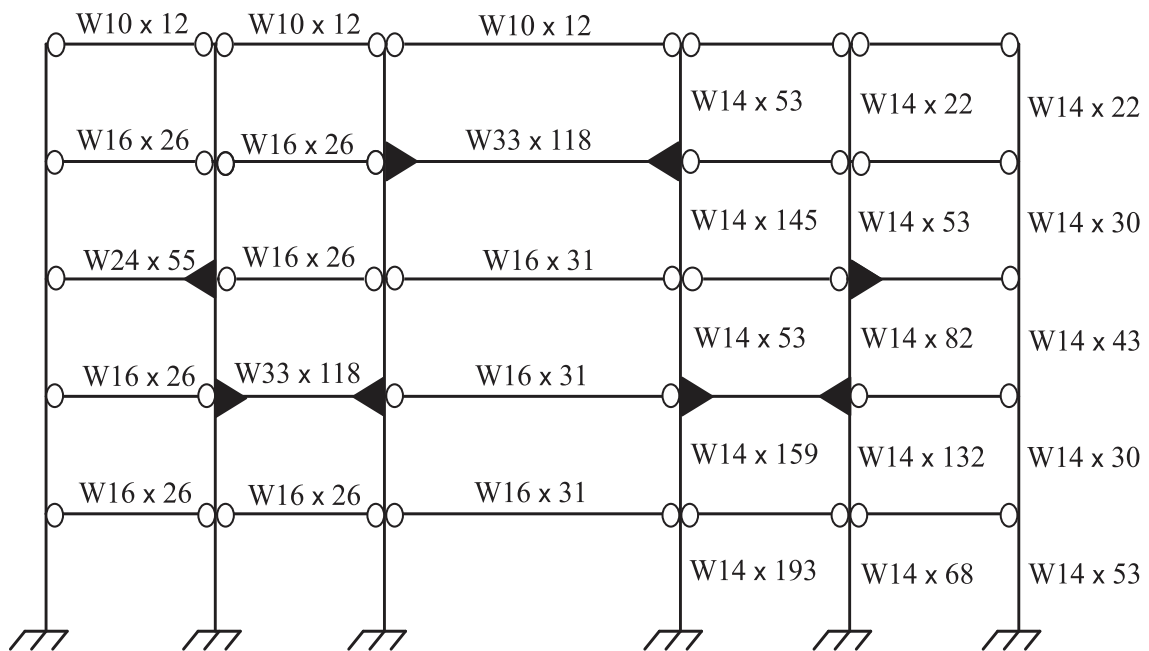 W10 x 12 W10 x 12 W10 x 12
W14 x 53 W14 x 22 W14 x 22
W16 x 26 W16 x 26 W33 x 118
W14 x 145 W14 x 53 W14 x 30
W24 x 55 W16 x 26 W16 x 31
W14 x 53 W14 x 82 W14 x 43
W16 x 26 W33 x 118 W16 x 31
W14 x 159 W14 x 132 W14 x 30
W16 x 26 W16 x 26 W16 x 31
W14 x 193 W14 x 68 W14 x 53